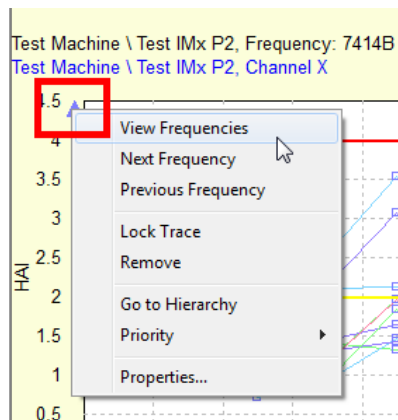 Test Machine \ Test IMx P2, Frequency: 7414B
Test Machine \ Test IMx P2, Channel X
4.5
View Frequencies
4
Next Frequency
3.5
Previous Frequency
3
Lock Trace
2.5
Remove
HAI
2
Go to Hierarchy
1.5
Priority
1
Properties...
0.5